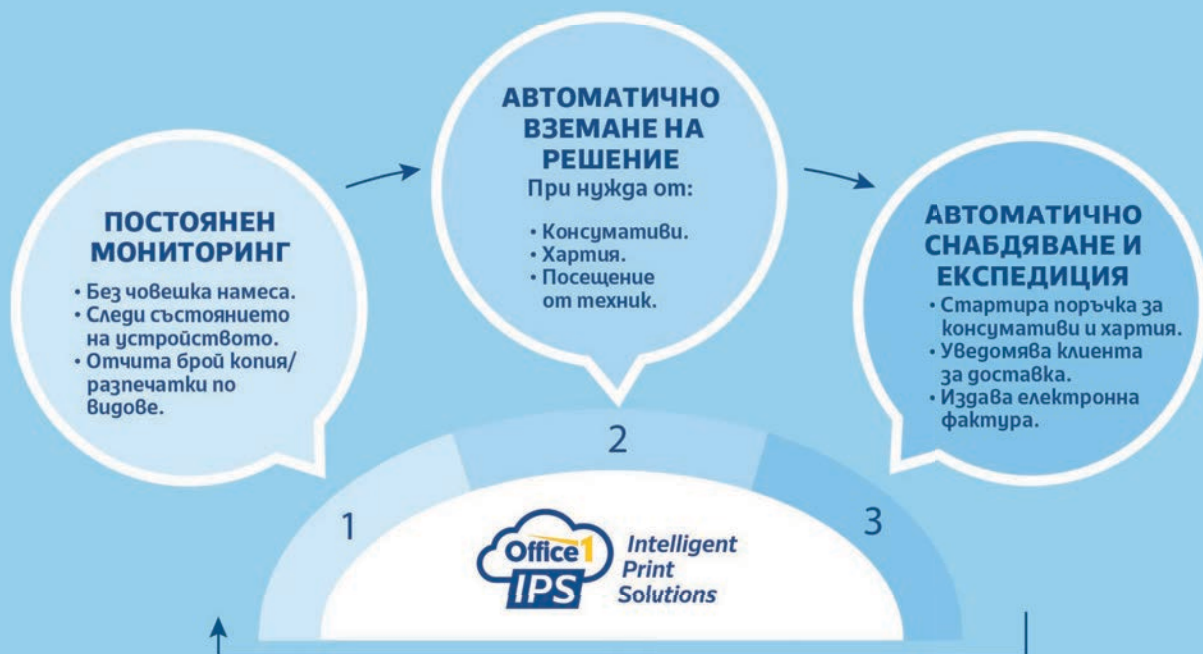 ПОСТОЯНЕН
МОНИТОРИНГ
• Без човешка намеса.
• Следи състоянието
на устройството.
• Отчита брой копия/
разпечатки по
видове.
АВТОМАТИЧНО
ВЗЕМАНЕ НА
РЕШЕНИЕ
При нужда от:
• Консумативи.
• Хартия.
• Посещение
от техник.
АВТОМАТИЧНО
СНАБДЯВАНЕ И
ЕКСПЕДИЦИЯ
• Стартира поръчка за
консумативи и хартия.
• Уведомява клиента
за доставка.
• Издава електронна
фактура.
1
2
3
Office1
IPS
Intelligent
Print
Solutions